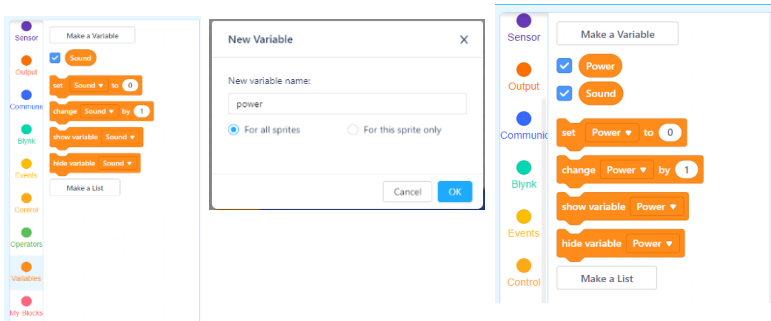 Sensor
Output
Commune
Blynk
Events
Control
Operators
Variables
My Blocks
Make a Variable
Sound
set Sound to 0
change Sound by 1
show variable Sound
hide variable Sound
Make a List
New Variable
New variable name:
power
For all sprites For this sprite only
Cancel OK
Sensor
Output
Communic
Blynk
Events
Control
Make a Variable
Power
Sound
set Power to 0
change Power by 1
show variable Power
hide variable Power
Make a List